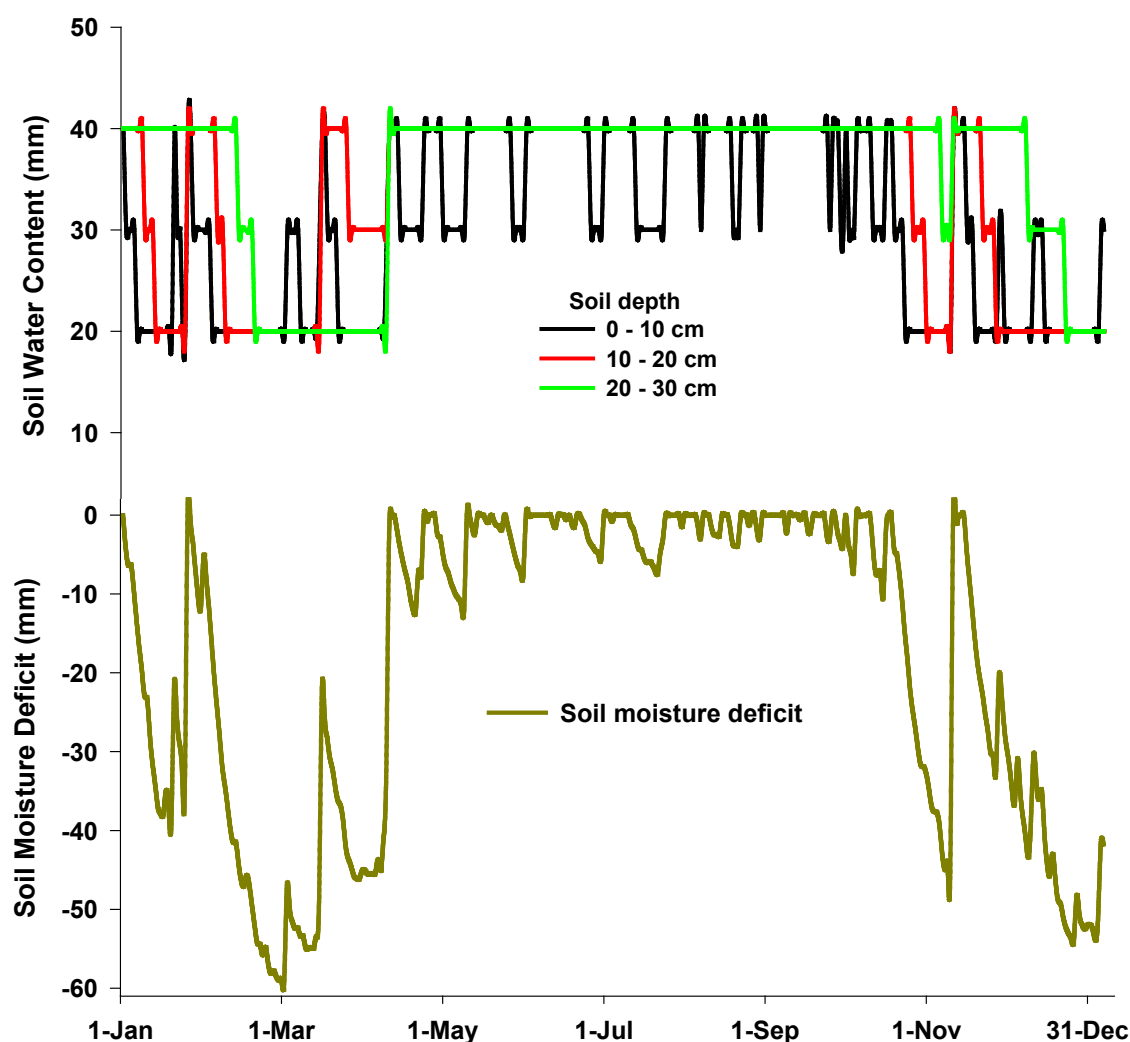 50
40
30
20
10
Soil Water Content (mm)
Soil depth
0 - 10 cm
10 - 20 cm
20 - 30 cm
0
-10
-20
-30
-40
-50
-60
Soil Moisture Deficit (mm)
Soil moisture deficit
1-Jan 1-Mar 1-May 1-Jul 1-Sep 1-Nov 31-Dec